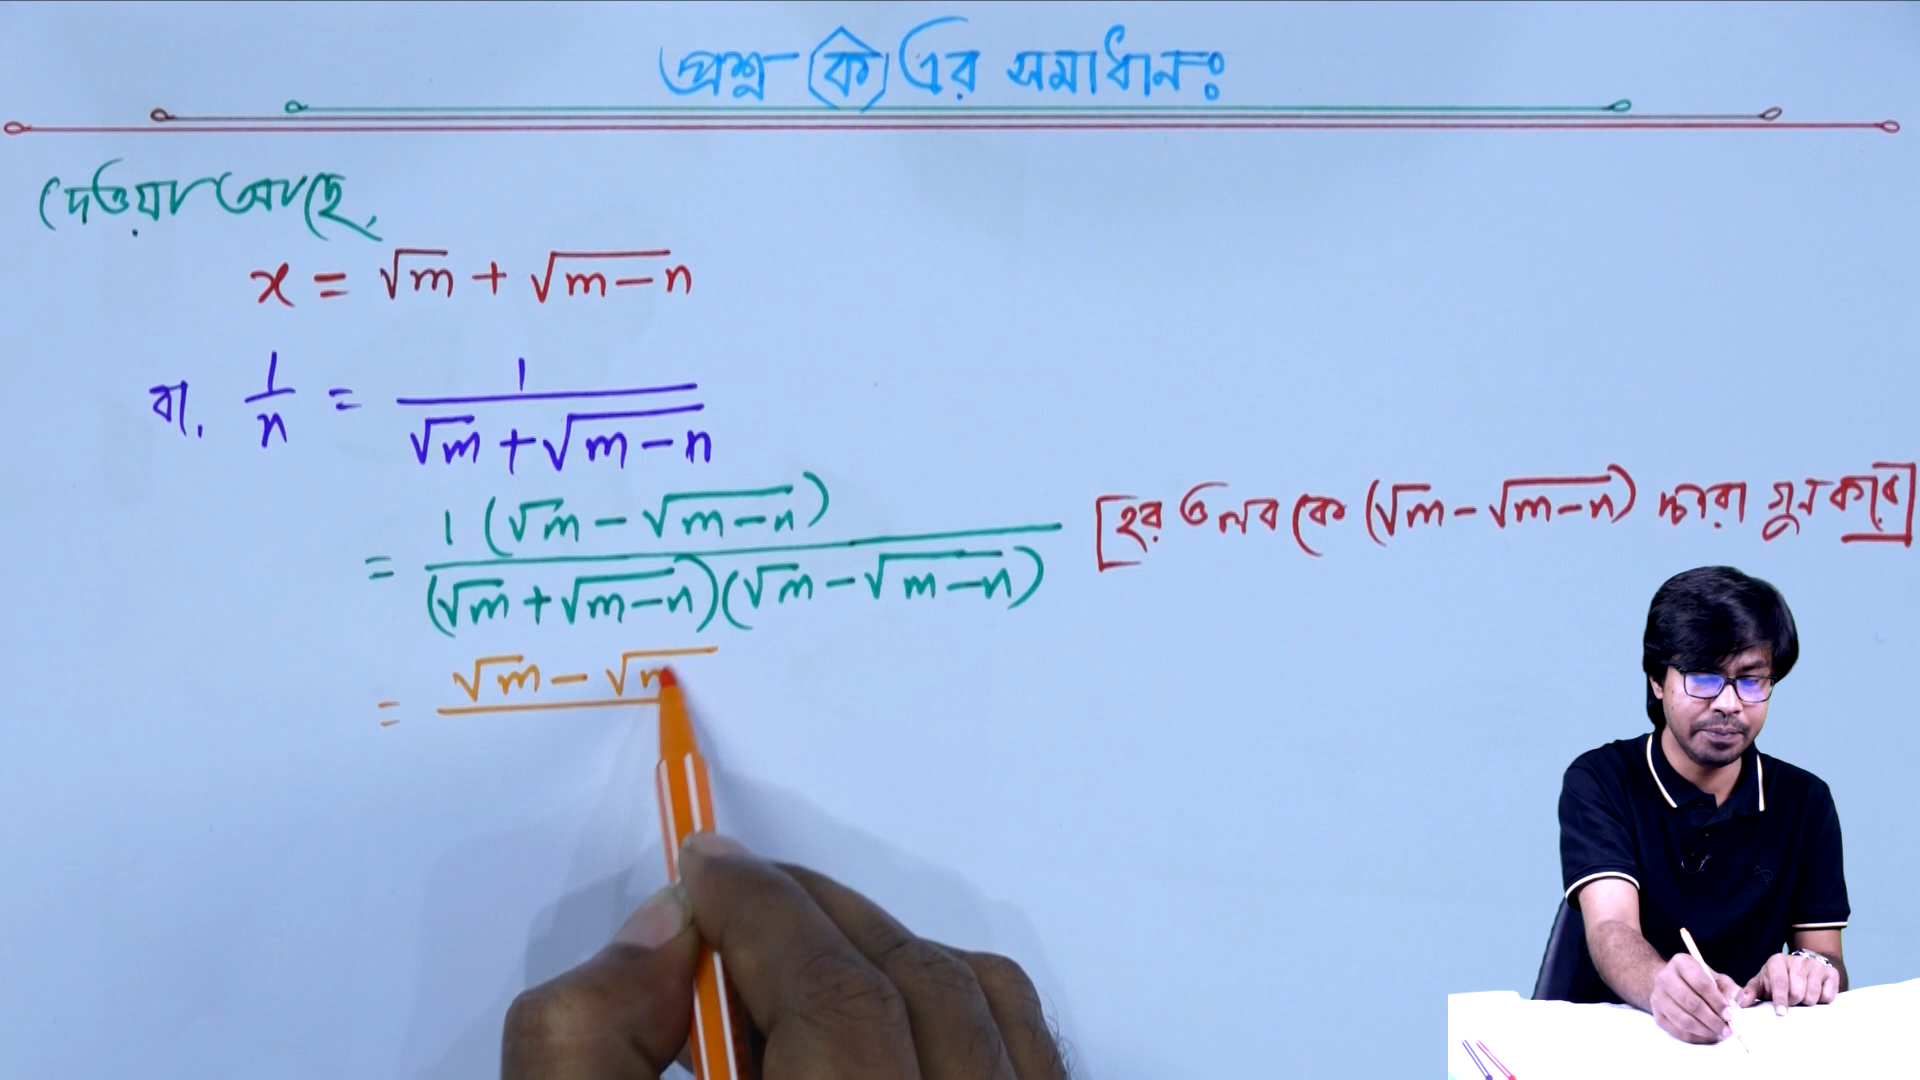 প্রশ্ন (ক) এর সমাধানঃ
দেওয়া আছে,
x = √m + √(m-n)
বা, 1/x = 1/(√m + √(m-n))
= 1(√m - √(m-n)) / (√m + √(m-n))(√m - √(m-n)) [হর ও লব কে (√m - √(m-n)) দ্বারা গুন করে]
= √m - √m